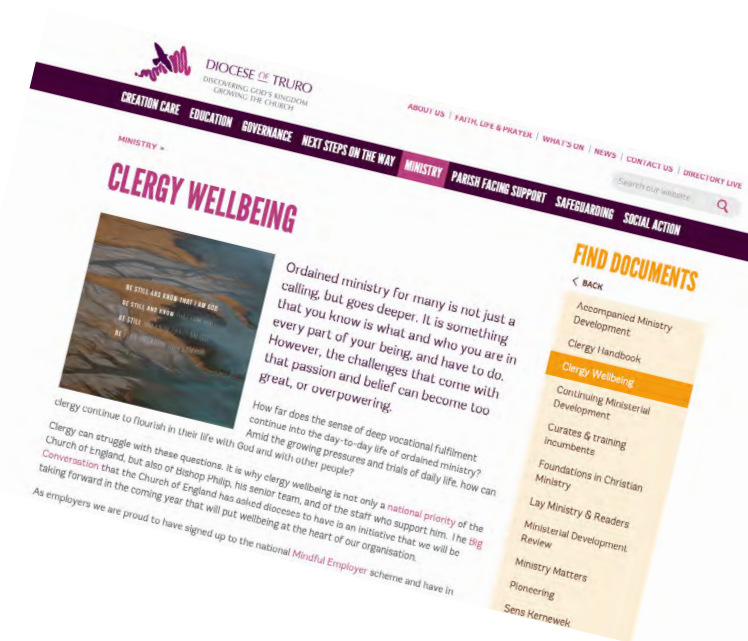 DIOCESE OF TRURO
DISCOVERING GOD'S KINGDOM
GROWING THE CHURCH
ABOUT US | FAITH, LIFE & PRAYER | WHAT'S ON | NEWS | CONTACT US | DIRECTORY LIVE
Search our website
CREATION CARE EDUCATION GOVERNANCE NEXT STEPS ON THE WAY MINISTRY PARISH FACING SUPPORT SAFEGUARDING SOCIAL ACTION
MINISTRY »
CLERGY WELLBEING
BE STILL AND KNOW THAT I AM GOD
BE STILL AND KNOW THAT I AM
BE STILL AND KNOW
BE
Ordained ministry for many is not just a
calling, but goes deeper. It is something
that you know is what and who you are in
every part of your being, and have to do.
However, the challenges that come with
that passion and belief can become too
great, or overpowering.
How far does the sense of deep vocational fulfilment
continue into the day-to-day life of ordained ministry?
Amid the growing pressures and trials of daily life, how can
clergy continue to flourish in their life with God and with other people?
Clergy can struggle with these questions. It is why clergy wellbeing is not only a national priority of the
Church of England, but also of Bishop Philip, his senior team, and of the staff who support him. The Big
Conversation that the Church of England has asked dioceses to have is an initiative that we will be
taking forward in the coming year that will put wellbeing at the heart of our organisation.
As employers we are proud to have signed up to the national Mindful Employer scheme and have in
FIND DOCUMENTS
< BACK
Accompanied Ministry
Development
Clergy Handbook
Clergy Wellbeing
Continuing Ministerial
Development
Curates & training
incumbents
Foundations in Christian
Ministry
Lay Ministry & Readers
Ministerial Development
Review
Ministry Matters
Pioneering
Sens Kernewek